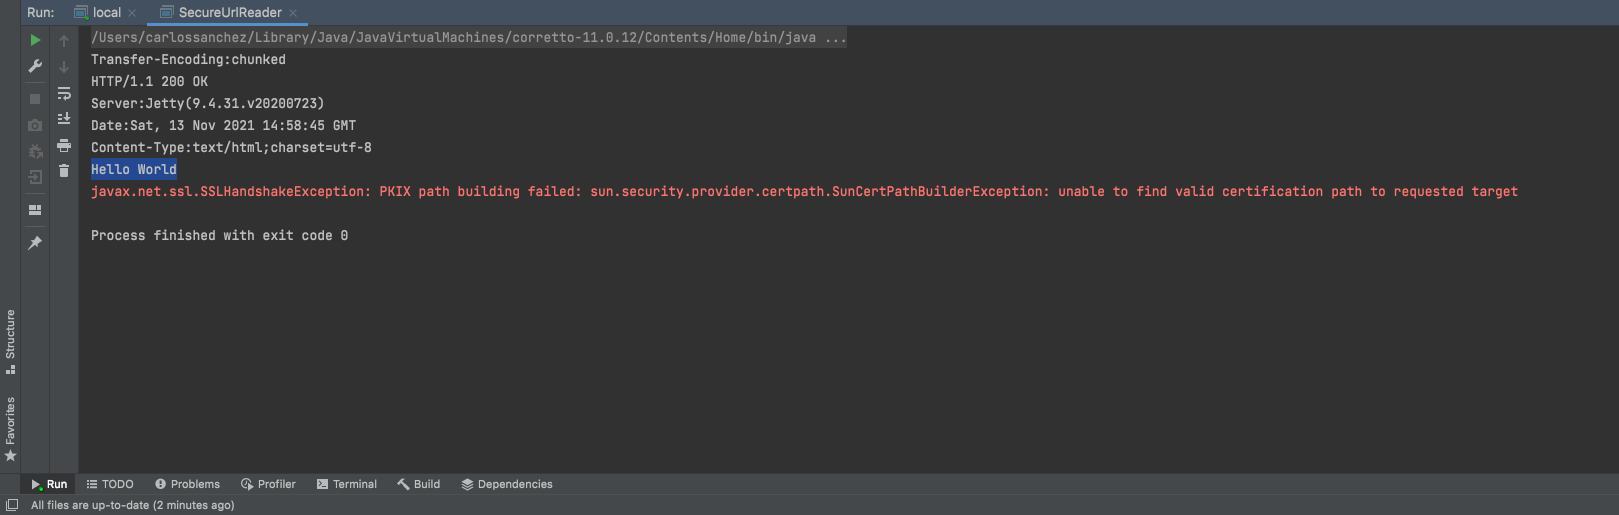 Run: local SecureUrlReader
/Users/carlossanchez/Library/Java/JavaVirtualMachines/corretto-11.0.12/Contents/Home/bin/java ...
Transfer-Encoding:chunked
HTTP/1.1 200 OK
Server:Jetty(9.4.31.v20200723)
Date:Sat, 13 Nov 2021 14:58:45 GMT
Content-Type:text/html;charset=utf-8
Hello World
javax.net.ssl.SSLHandshakeException: PKIX path building failed: sun.security.provider.certpath.SunCertPathBuilderException: unable to find valid certification path to requested target
Process finished with exit code 0
Structure
Favorites
Run TODO Problems Profiler Terminal Build Dependencies
All files are up-to-date (2 minutes ago)